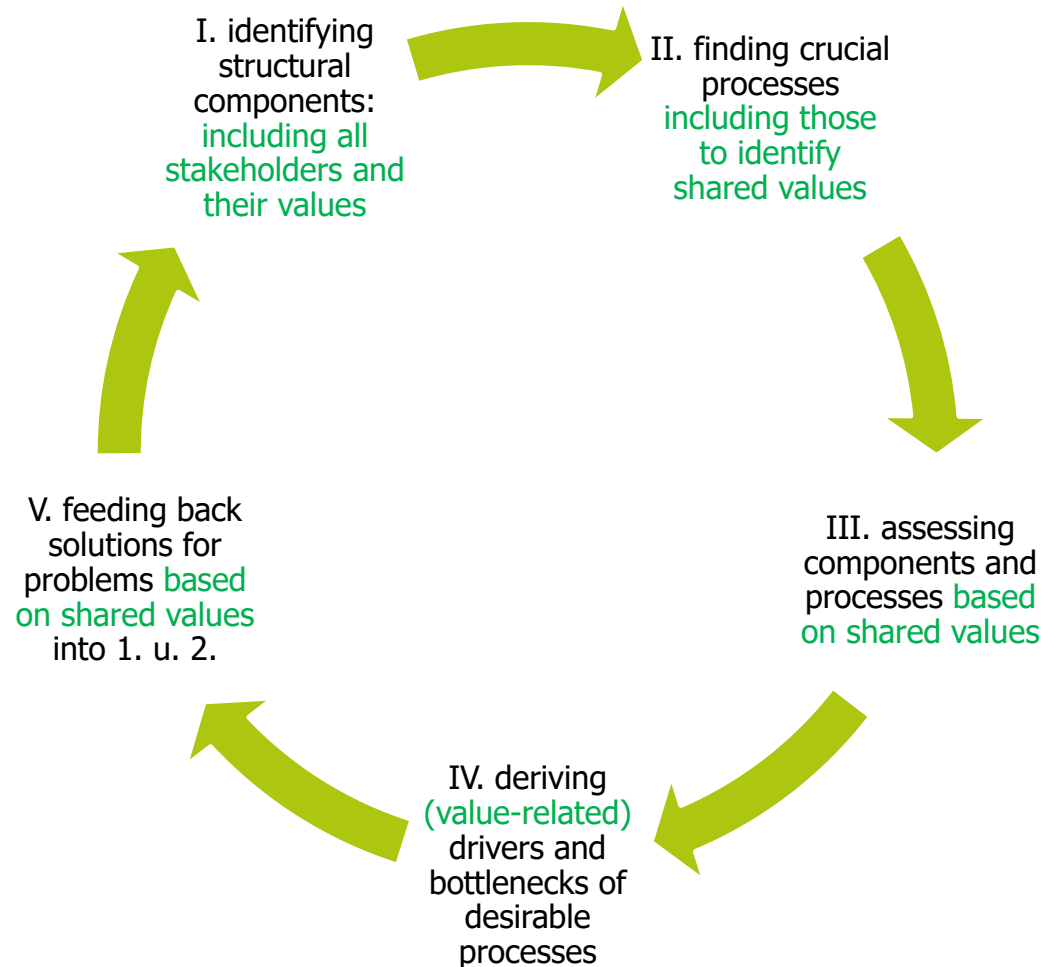 I. identifying
structural
components:
including all
stakeholders and
their values
II. finding crucial
processes
including those
to identify
shared values
III. assessing
components and
processes based
on shared values
IV. deriving
(value-related)
drivers and
bottlenecks of
desirable
processes
V. feeding back
solutions for
problems based
on shared values
into 1. u. 2.